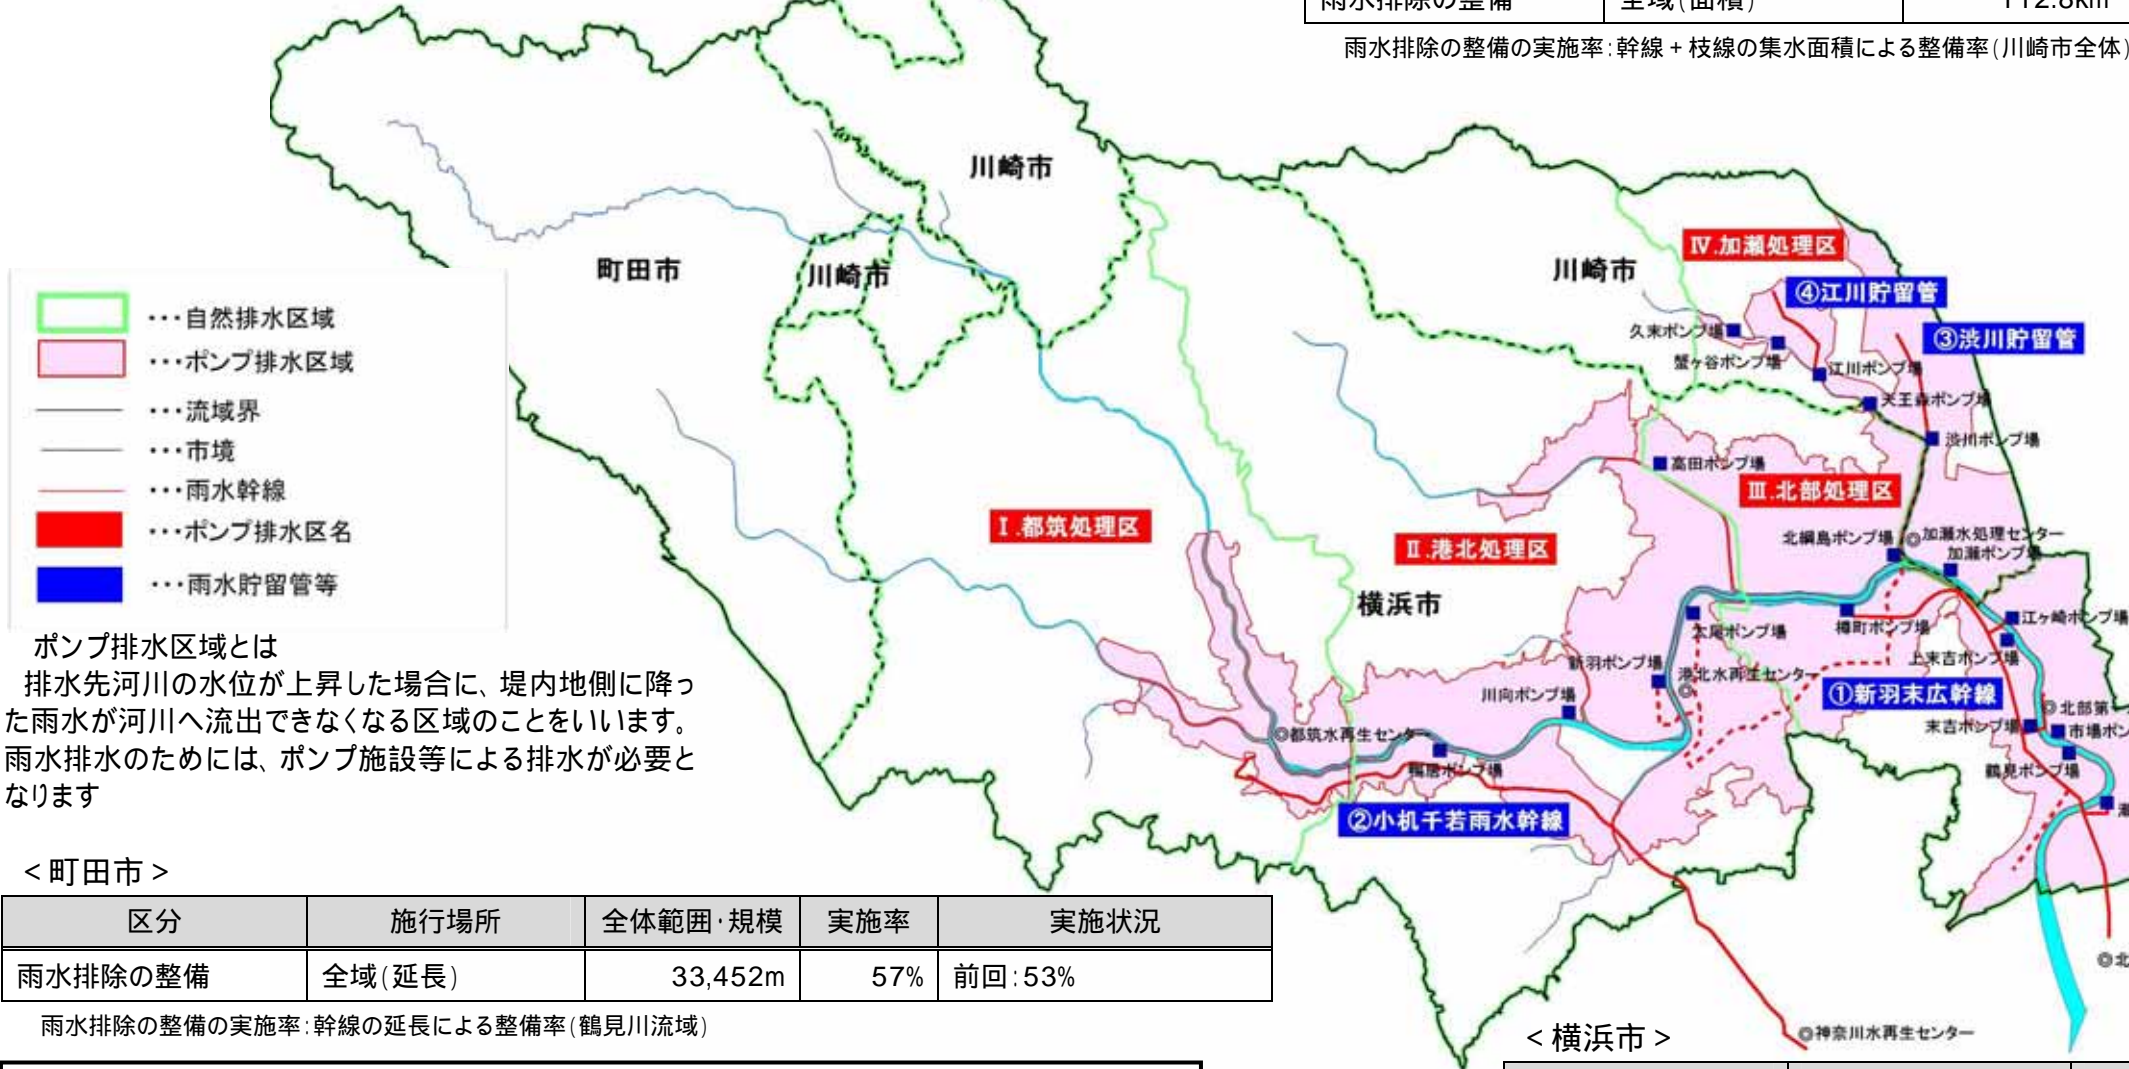 雨水排除の整備 全域(面積) 112.8km
雨水排除の整備の実施率:幹線+枝線の集水面積による整備率(川崎市全体)
川崎市
町田市
川崎市
川崎市
Ⅳ.加瀬処理区
④江川貯留管
③渋川貯留管
久末ポンプ場
蟹ヶ谷ポンプ場
江川ポンプ場
天王森ポンプ場
渋川ポンプ場
高田ポンプ場
Ⅲ.北部処理区
Ⅰ.都筑処理区
Ⅱ.港北処理区
北綱島ポンプ場
◎加瀬水処理センター
加瀬ポンプ場
横浜市
太尾ポンプ場
樽町ポンプ場
江ヶ崎ポンプ場
上末吉ポンプ場
新羽ポンプ場
港北水再生センター
川向ポンプ場
①新羽末広幹線
◎北部第
末吉ポンプ場
市場ポン
鶴見ポンプ場
◎都筑水再生センター
②小机千若雨水幹線
◎北
◎神奈川水再生センター
…自然排水区域
…ポンプ排水区域
…流域界
…市境
…雨水幹線
…ポンプ排水区名
…雨水貯留管等
ポンプ排水区域とは
排水先河川の水位が上昇した場合に、堤内地側に降っ
た雨水が河川へ流出できなくなる区域のことをいいます。
雨水排水のためには、ポンプ施設等による排水が必要と
なります
<町田市>
区分 施行場所 全体範囲・規模 実施率 実施状況
雨水排除の整備 全域(延長) 33,452m 57% 前回:53%
雨水排除の整備の実施率:幹線の延長による整備率(鶴見川流域)
<横浜市>